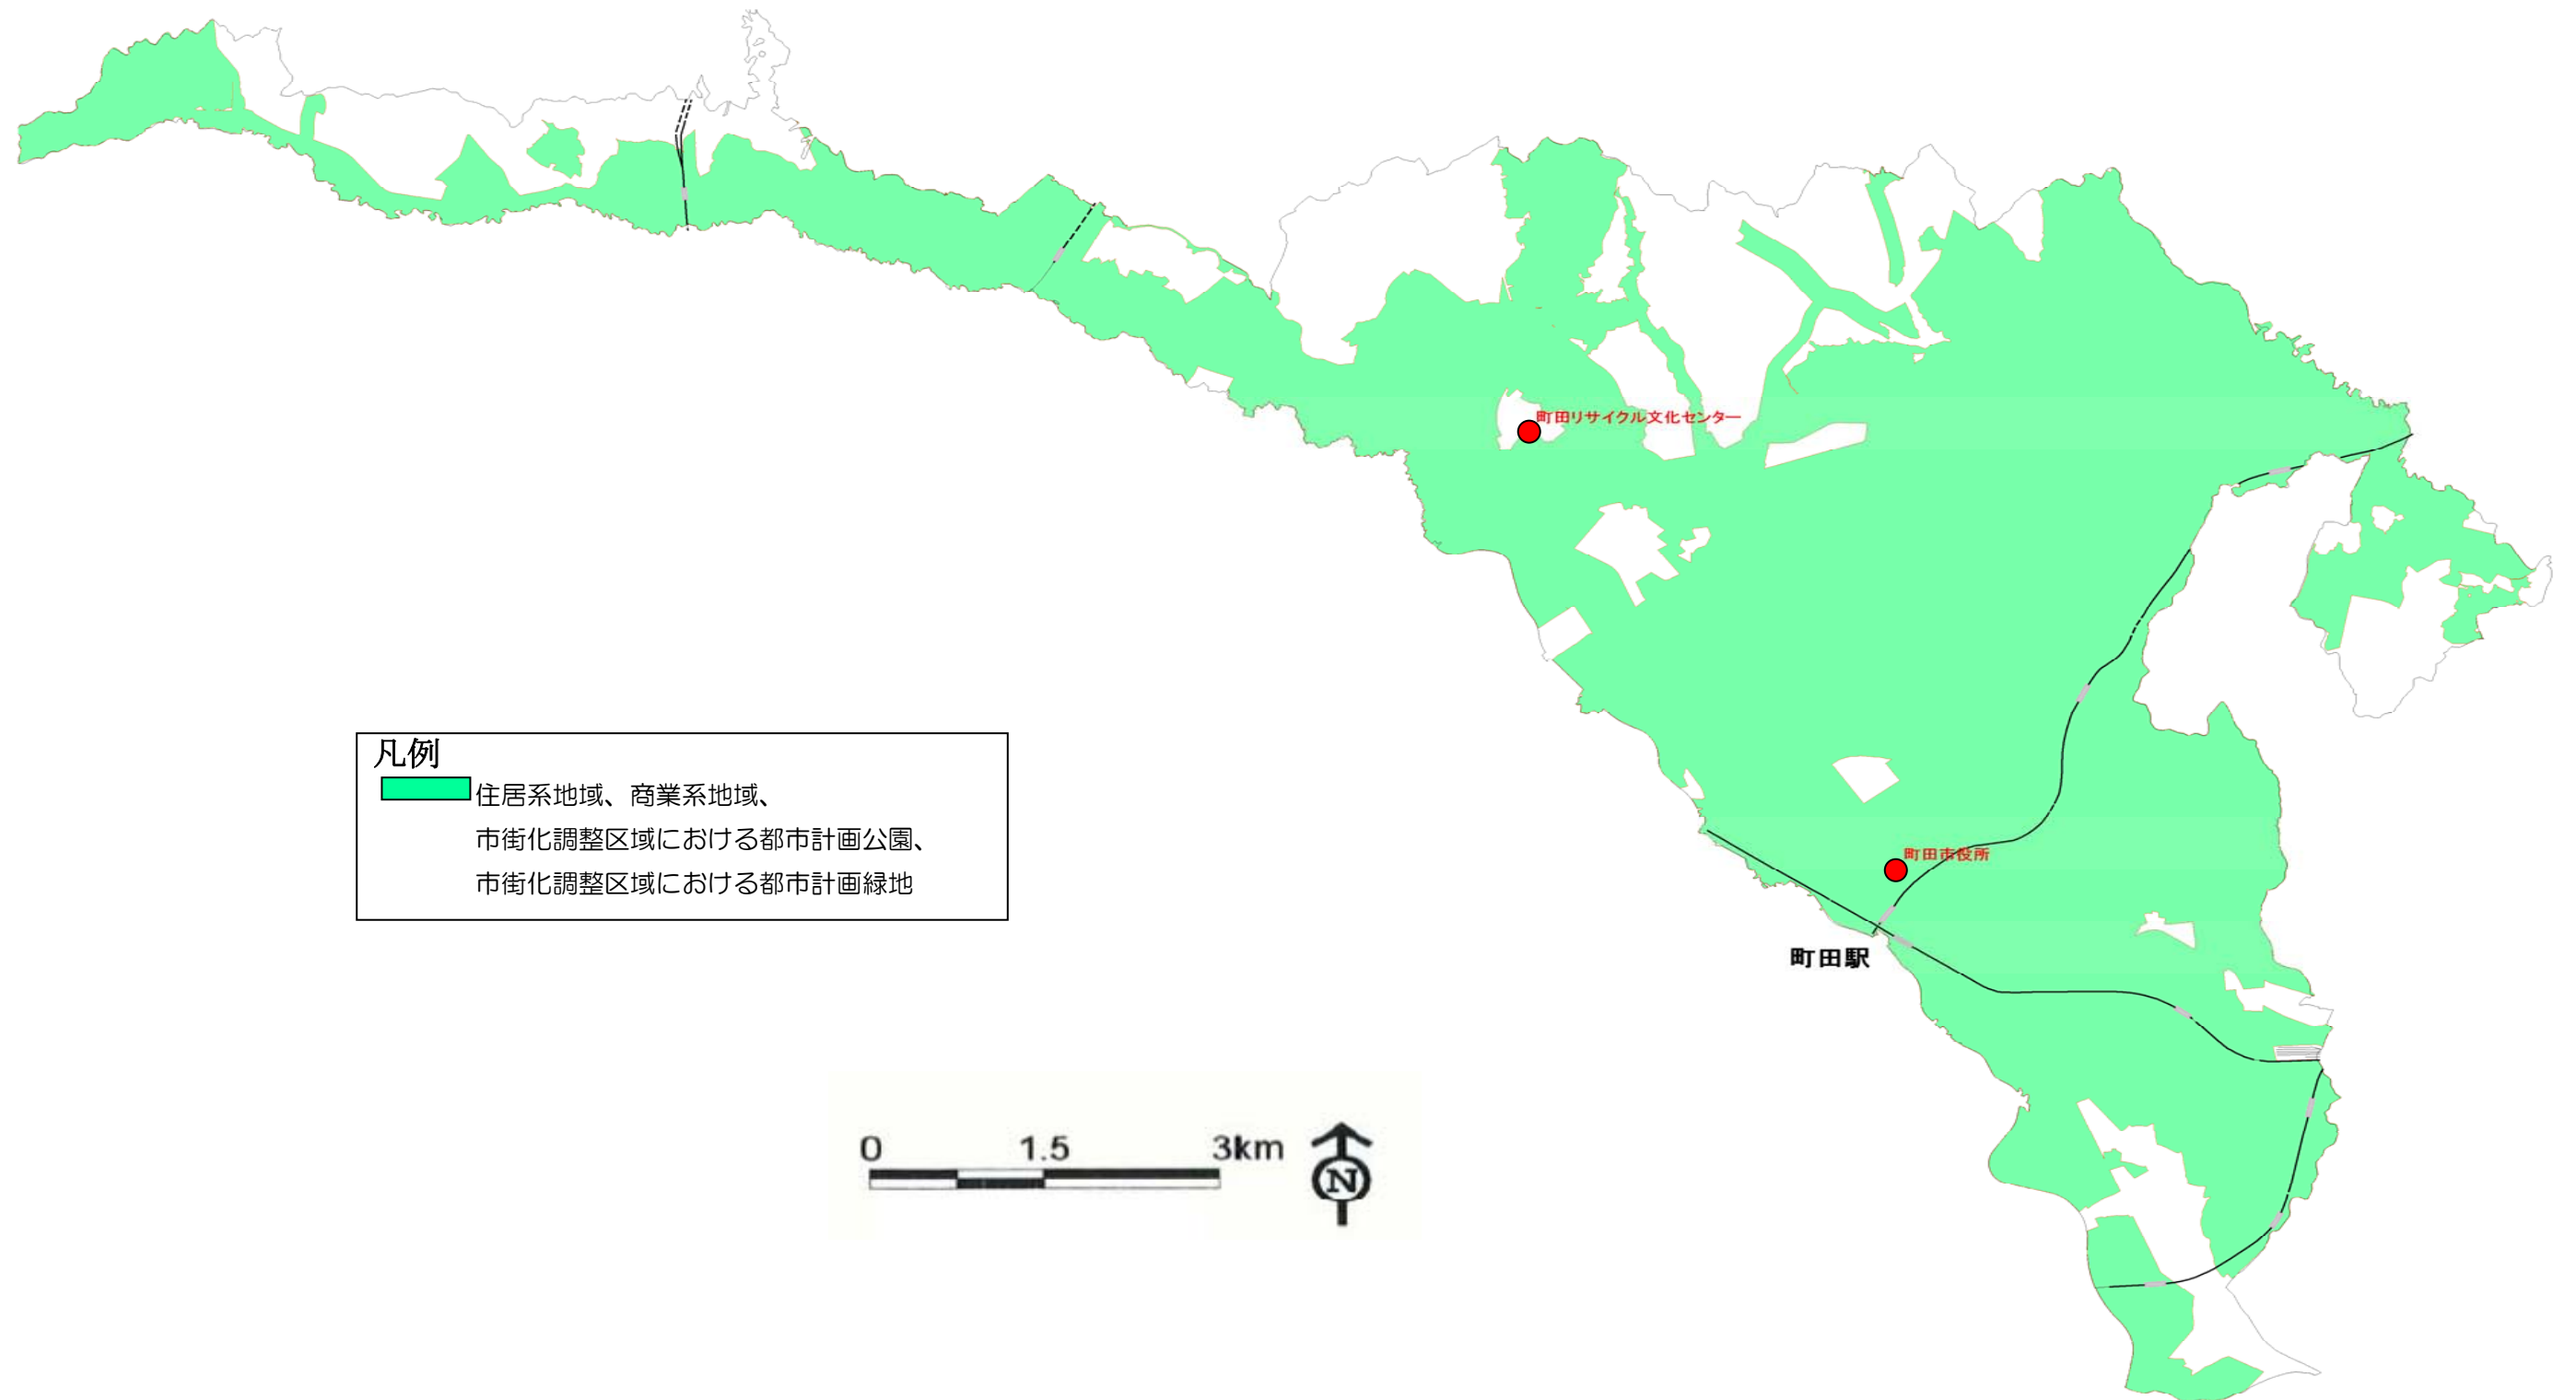 町田リサイクル文化センター
凡例
住居系地域、商業系地域、
市街化調整区域における都市計画公園、
市街化調整区域における都市計画緑地
町田市役所
町田駅
0 1.5 3km
N